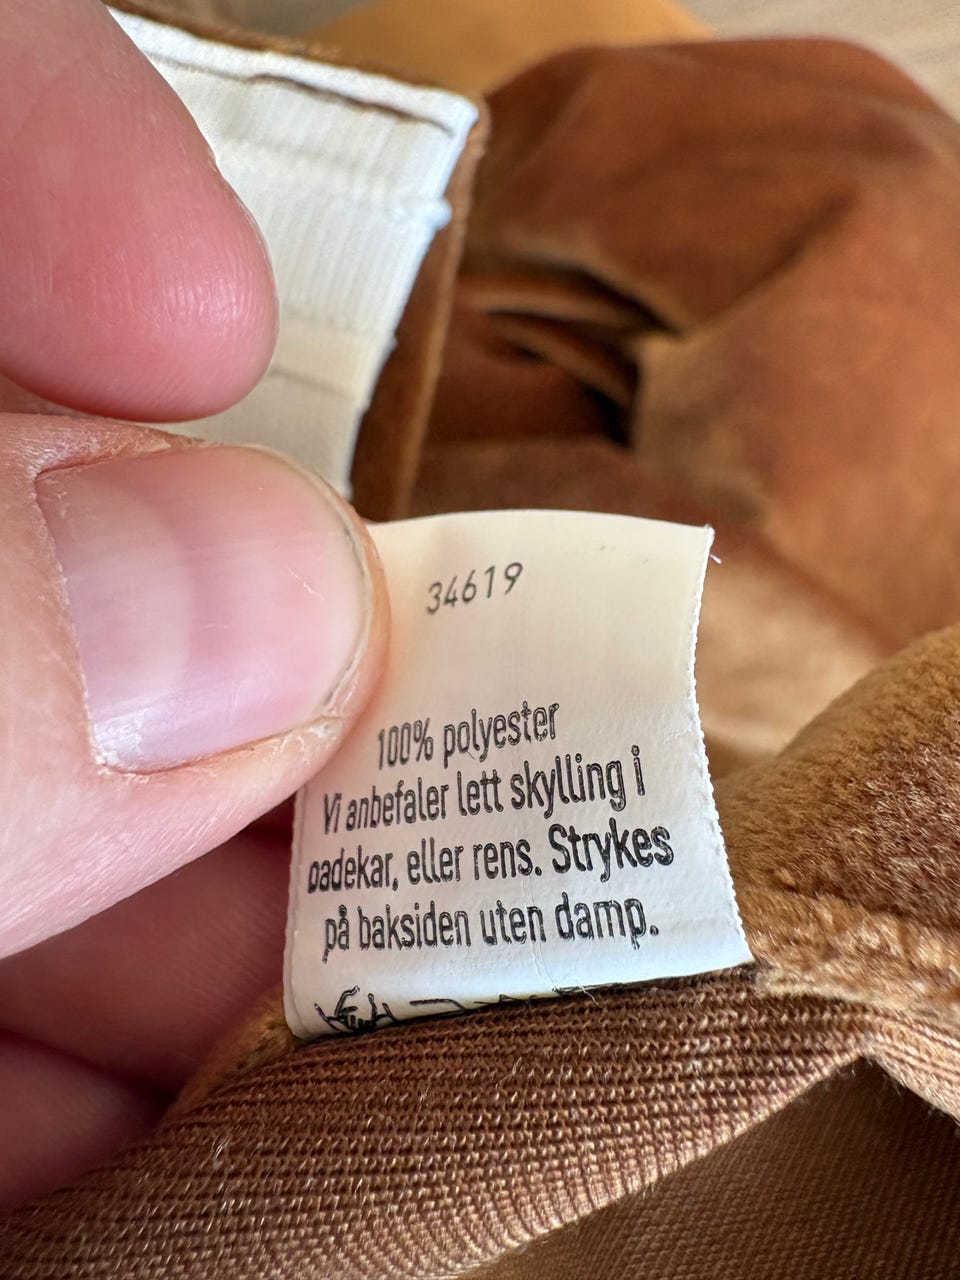 34619
100% polyester
Vi anbefaler lett skylling i
badekar, eller rens. Strykes
på baksiden uten damp.